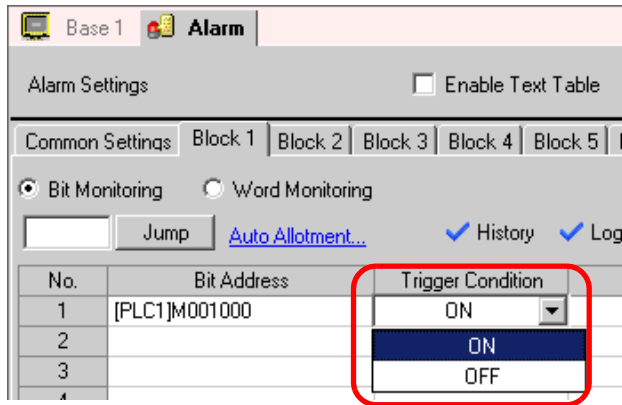 Base 1 Alarm
Alarm Settings Enable Text Table
Common Settings Block 1 Block 2 Block 3 Block 4 Block 5
Bit Monitoring Word Monitoring
Jump Auto Allotment... History Log
No. Bit Address Trigger Condition
1 [PLC1]M001000 ON
2 ON
3 OFF